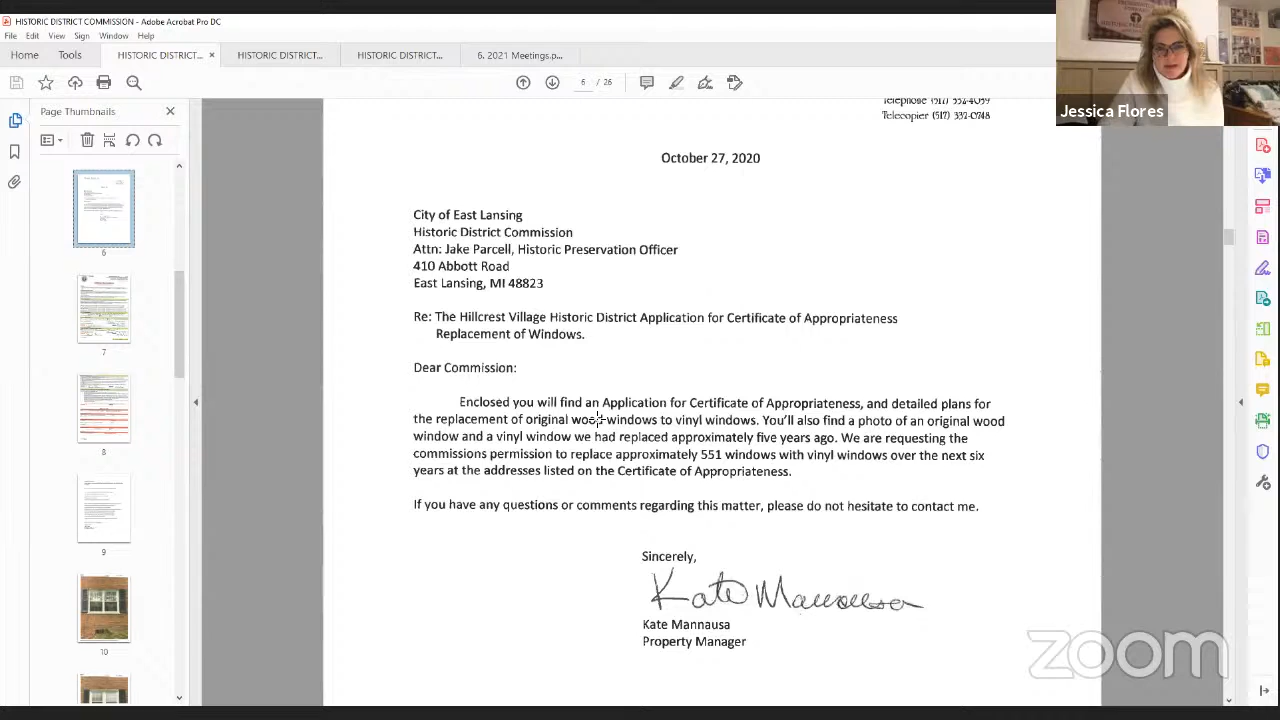 HISTORIC DISTRICT COMMISSION - Adobe Acrobat Pro DC
File Edit View Sign Window Help
Home Tools HISTORIC DISTRICT... × HISTORIC DISTRICT... HISTORIC DISTRICT... 6. 2021 Meetings.p...
6 / 26
Page Thumbnails ×
6
7
8
9
10
Jessica Flores
Telephone (517) 332-4059
Telecopier (517) 332-0748
October 27, 2020
City of East Lansing
Historic District Commission
Attn: Jake Parcell, Historic Preservation Officer
410 Abbott Road
East Lansing, MI 48823
Re: The Hillcrest Village Historic District Application for Certificate of Appropriateness
Replacement of Windows.
Dear Commission:
Enclosed you will find an Application for Certificate of Appropriateness, and detailed plans for
the replacement of original wood windows to vinyl windows. You'll also find a photo of an original wood
window and a vinyl window we had replaced approximately five years ago. We are requesting the
commissions permission to replace approximately 551 windows with vinyl windows over the next six
years at the addresses listed on the Certificate of Appropriateness.
If you have any questions or comments regarding this matter, please do not hesitate to contact me.
Sincerely,
Kate Mannausa
Kate Mannausa
Property Manager
zoom